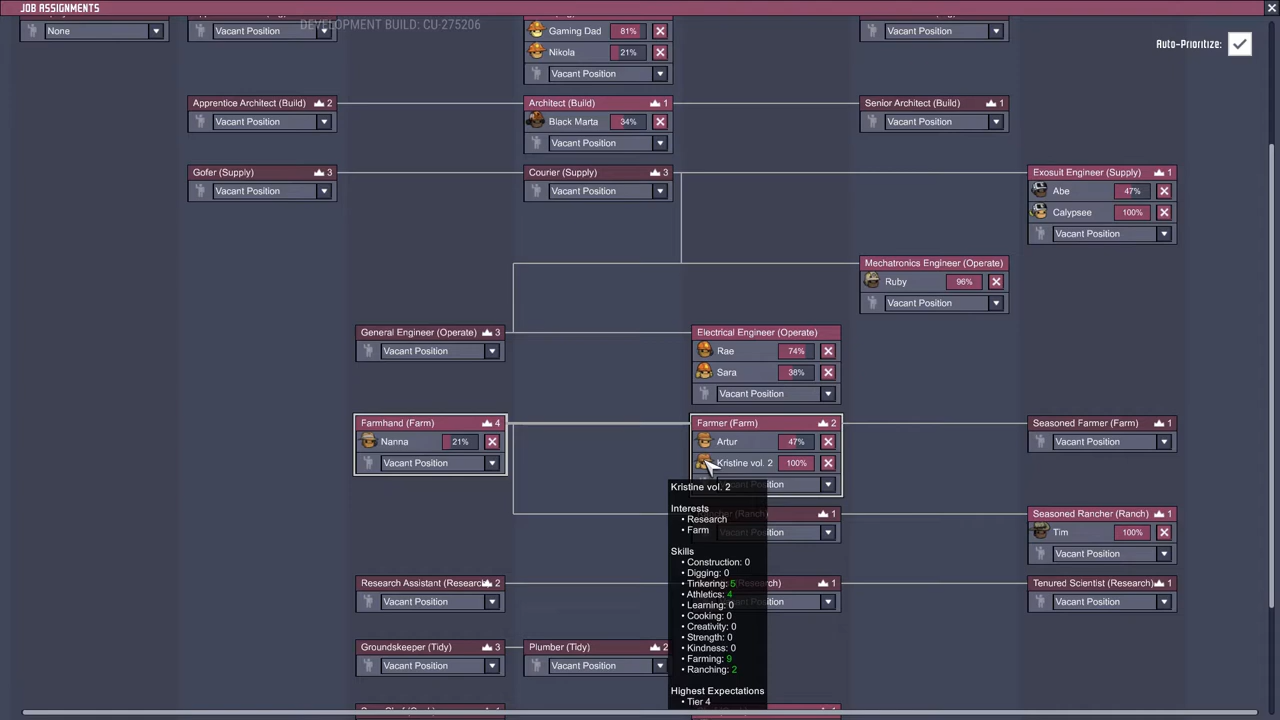 JOB ASSIGNMENTS
DEVELOPMENT BUILD: CU-275206
Auto-Prioritize:
None
Vacant Position
Gaming Dad 81%
Nikola 21%
Vacant Position
Vacant Position
Apprentice Architect (Build) 2
Vacant Position
Architect (Build) 1
Black Marta 34%
Vacant Position
Senior Architect (Build) 1
Vacant Position
Gofer (Supply) 3
Vacant Position
Courier (Supply) 3
Vacant Position
Exosuit Engineer (Supply) 1
Abe 47%
Calypsee 100%
Vacant Position
Mechatronics Engineer (Operate)
Ruby 96%
Vacant Position
General Engineer (Operate) 3
Vacant Position
Electrical Engineer (Operate)
Rae 74%
Sara 38%
Vacant Position
Farmhand (Farm) 4
Nanna 21%
Vacant Position
Farmer (Farm) 2
Artur 47%
Kristine vol. 2 100%
Position
Seasoned Farmer (Farm) 1
Vacant Position
(Ranch) 1
Position
Seasoned Rancher (Ranch) 1
Tim 100%
Vacant Position
Research Assistant (Research 2
Vacant Position
(Research) 1
Position
Tenured Scientist (Research) 1
Vacant Position
Groundskeeper (Tidy) 3
Vacant Position
Plumber (Tidy) 2
Vacant Position
Kristine vol. 2
Interests
• Research
• Farm
Skills
• Construction: 0
• Digging: 0
• Tinkering: 5
• Athletics: 4
• Learning: 0
• Cooking: 0
• Creativity: 0
• Strength: 0
• Kindness: 0
• Farming: 9
• Ranching: 2
Highest Expectations
• Tier 4